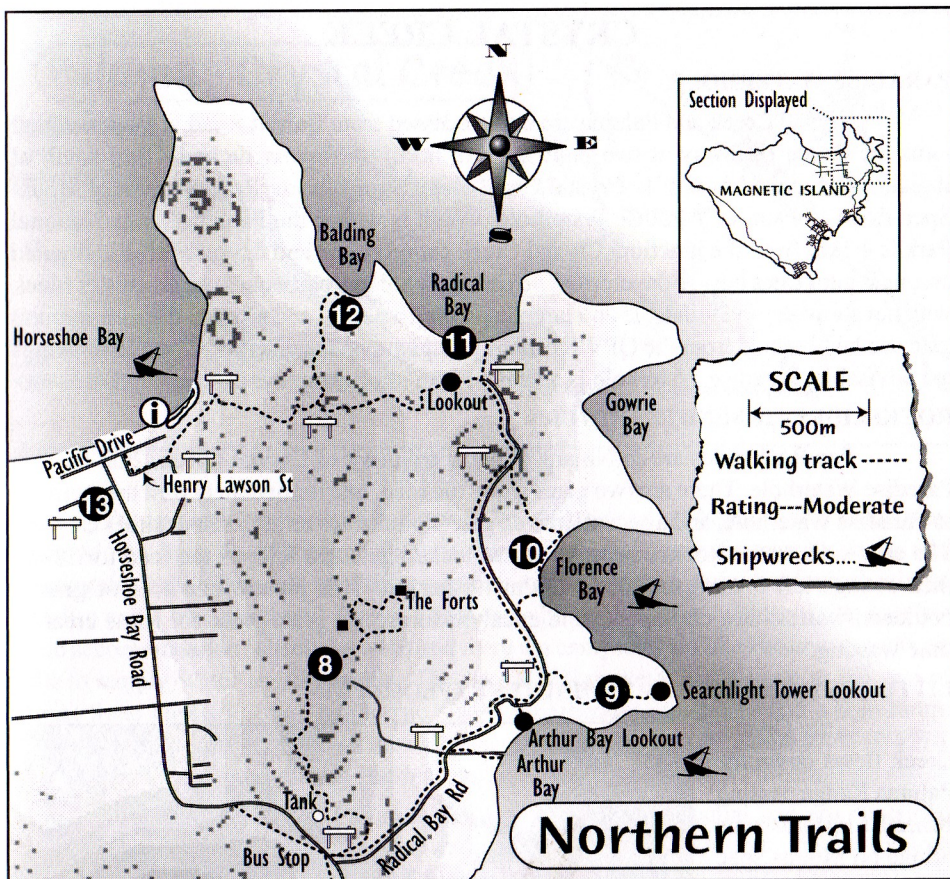 N
W
E
S
Section Displayed
MAGNETIC ISLAND
Balding
Bay
Radical
Bay
12
11
Horseshoe Bay
Lookout
Gowrie
Bay
i
Pacific Drive
Henry Lawson St
13
SCALE
500m
Walking track
Rating---Moderate
Shipwrecks....
10
Florence
Bay
The Forts
Horseshoe Bay Road
8
9
Searchlight Tower Lookout
Arthur Bay Lookout
Arthur
Bay
Tank
Radical Bay Rd
Bus Stop
Northern Trails